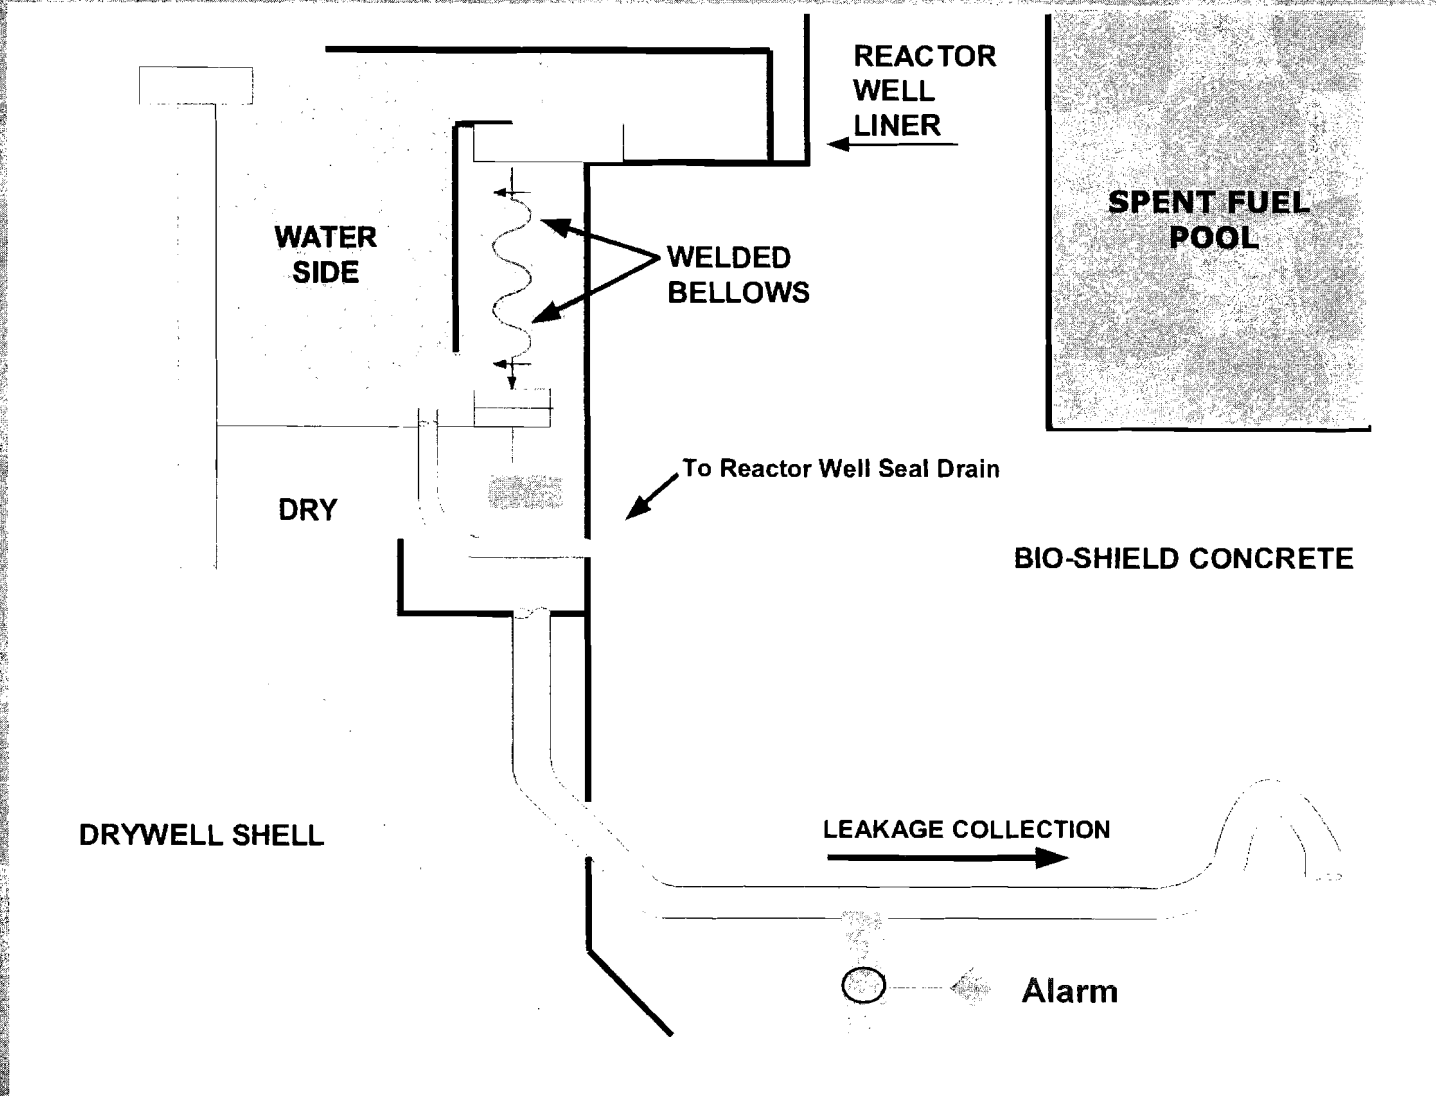 REACTOR
WELL
LINER
SPENT FUEL
POOL
WATER
SIDE
WELDED
BELLOWS
To Reactor Well Seal Drain
DRY
BIO-SHIELD CONCRETE
DRYWELL SHELL
LEAKAGE COLLECTION
Alarm